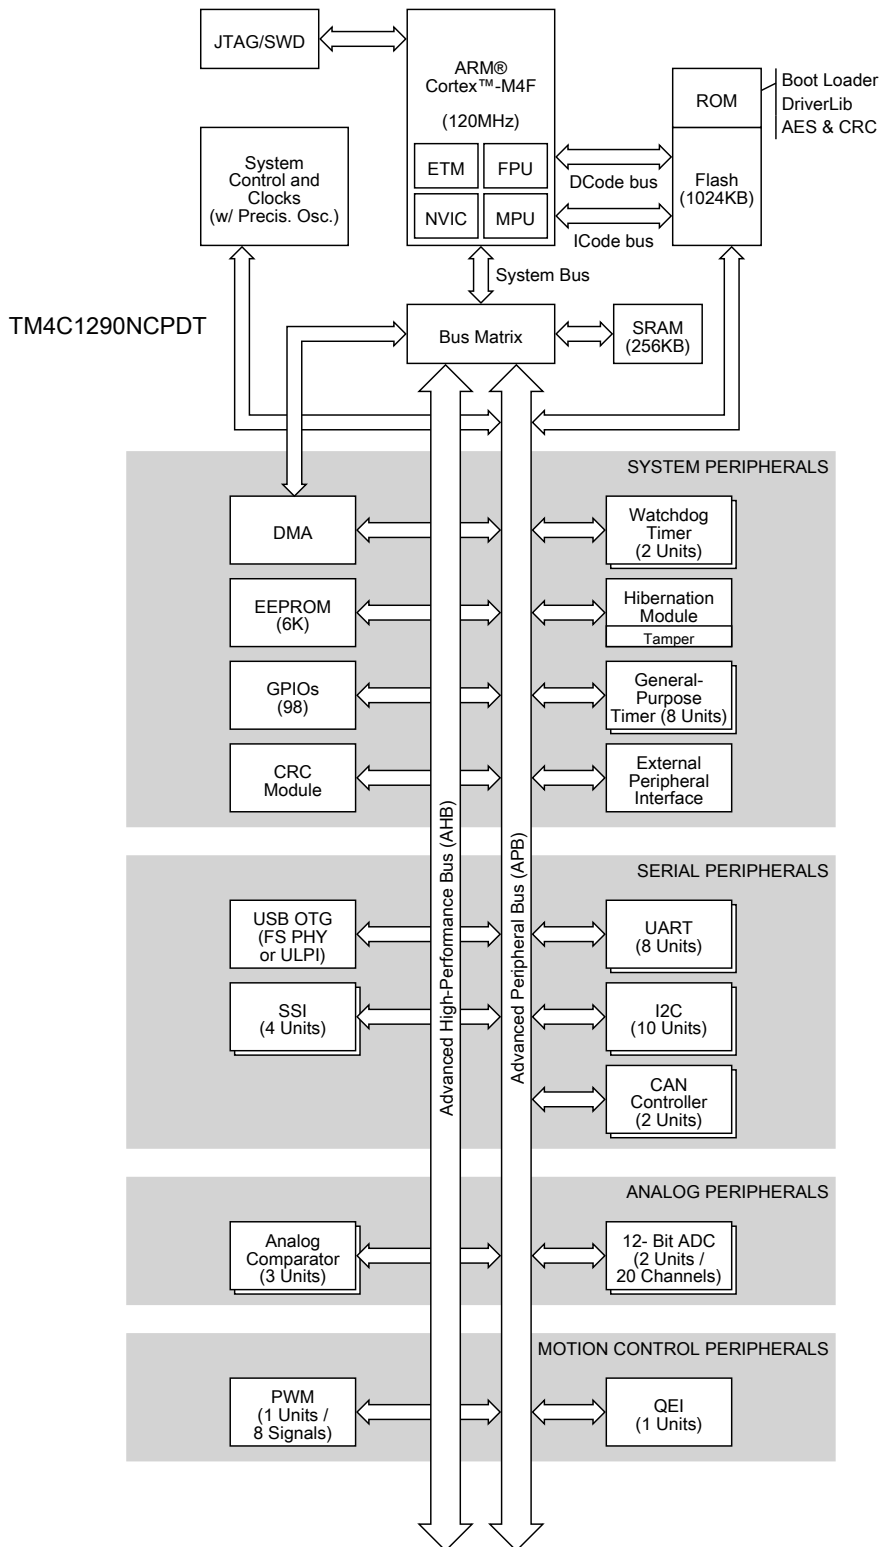 JTAG/SWD
ARM®
Cortex™-M4F
(120MHz)
ETM
FPU
NVIC
MPU
ROM
Boot Loader
DriverLib
AES & CRC
Flash
(1024KB)
DCode bus
ICode bus
System
Control and
Clocks
(w/ Precis. Osc.)
System Bus
TM4C1290NCPDT
Bus Matrix
SRAM
(256KB)
SYSTEM PERIPHERALS
DMA
Watchdog
Timer
(2 Units)
EEPROM
(6K)
Hibernation
Module
Tamper
GPIOs
(98)
General-
Purpose
Timer (8 Units)
CRC
Module
External
Peripheral
Interface
Advanced High-Performance Bus (AHB)
Advanced Peripheral Bus (APB)
SERIAL PERIPHERALS
USB OTG
(FS PHY
or ULPI)
UART
(8 Units)
SSI
(4 Units)
I2C
(10 Units)
CAN
Controller
(2 Units)
ANALOG PERIPHERALS
Analog
Comparator
(3 Units)
12- Bit ADC
(2 Units /
20 Channels)
MOTION CONTROL PERIPHERALS
PWM
(1 Units /
8 Signals)
QEI
(1 Units)